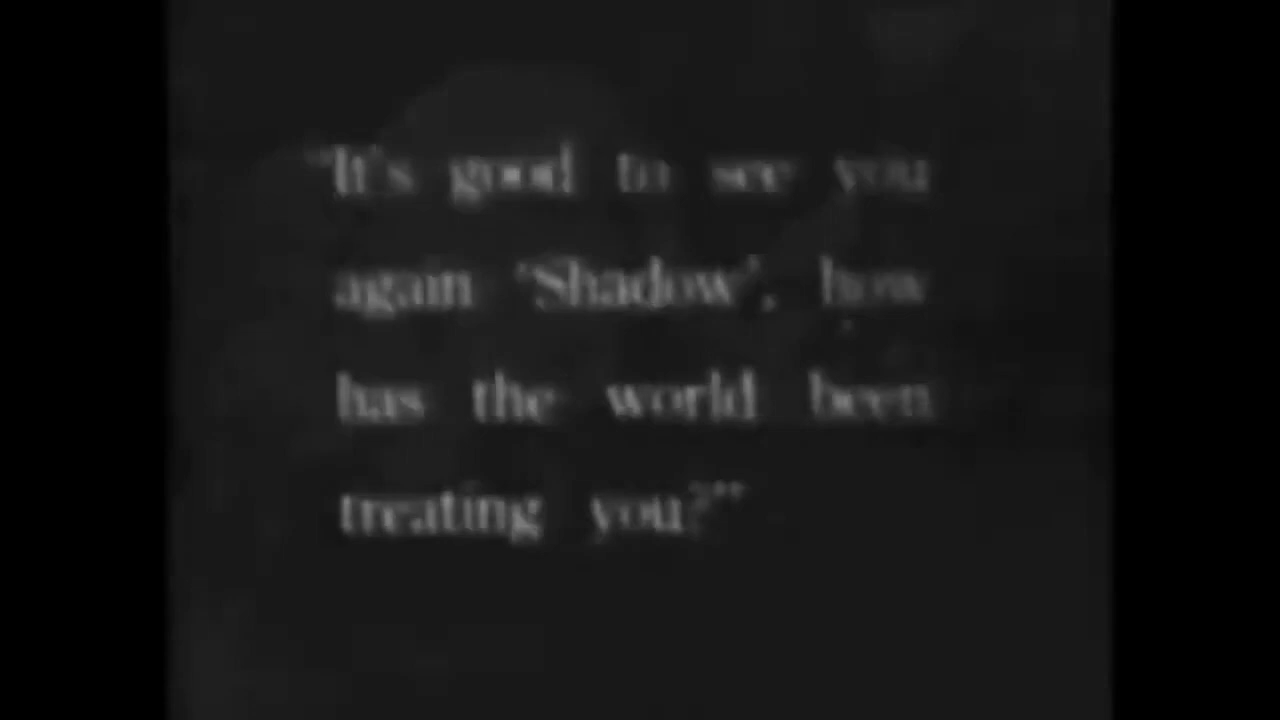 "It's good to see you
again 'Shadow', how
has the world been
treating you?"